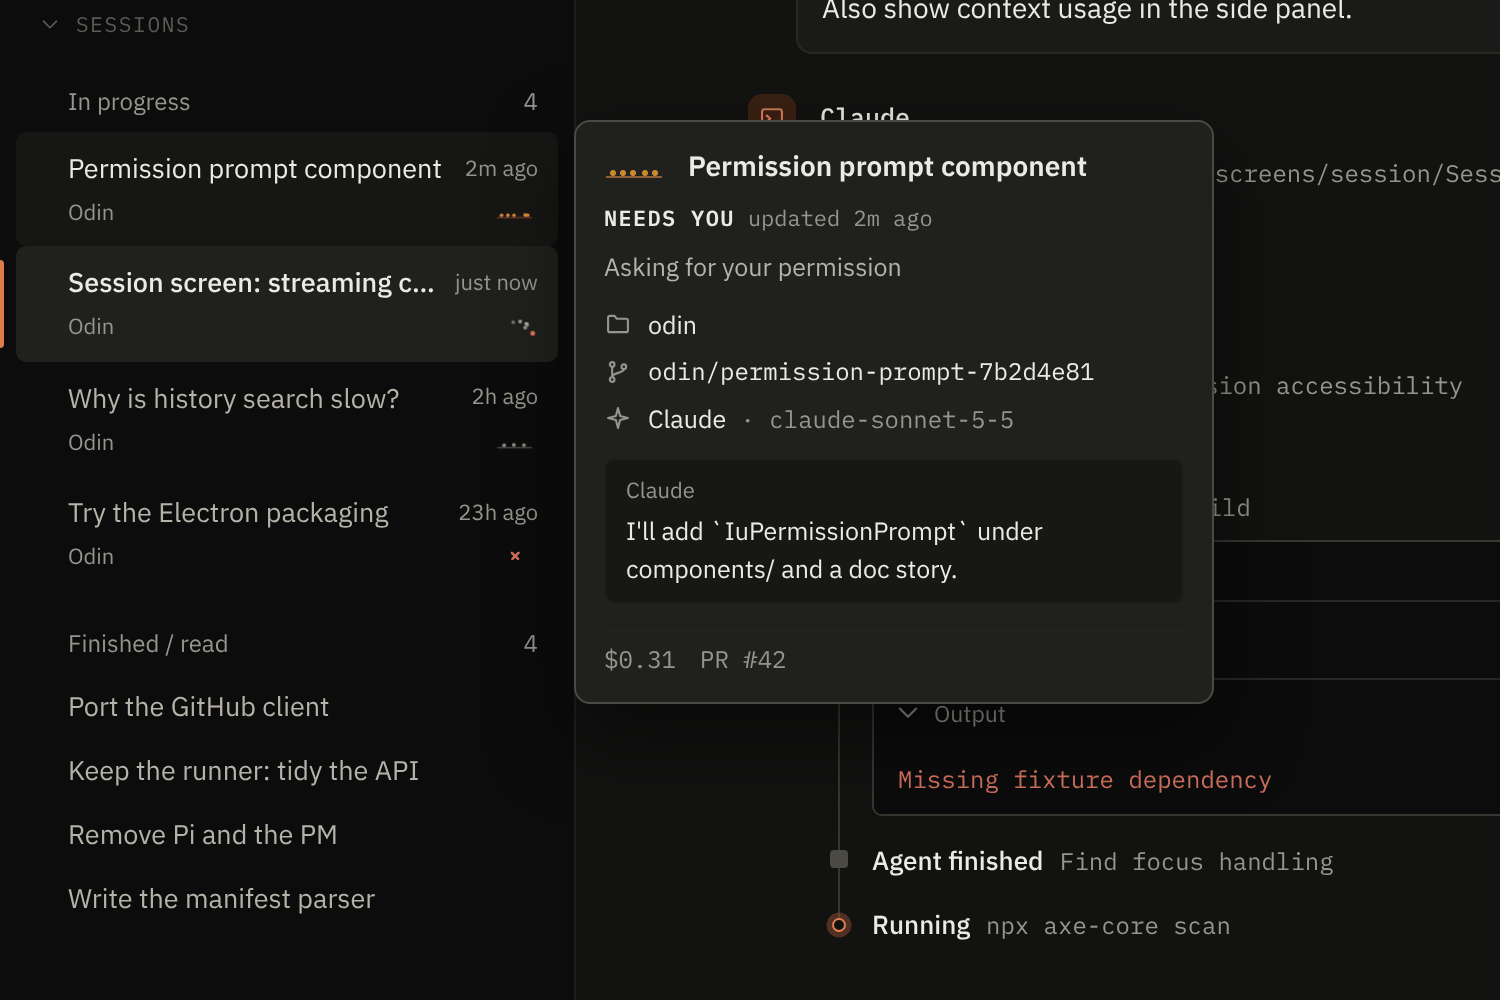 SESSIONS
In progress 4
Permission prompt component 2m ago
Odin
Session screen: streaming c... just now
Odin
Why is history search slow? 2h ago
Odin
Try the Electron packaging 23h ago
Odin
Finished / read 4
Port the GitHub client
Keep the runner: tidy the API
Remove Pi and the PM
Write the manifest parser
Also show context usage in the side panel.
Claude
Permission prompt component
NEEDS YOU updated 2m ago
Asking for your permission
odin
odin/permission-prompt-7b2d4e81
Claude · claude-sonnet-5-5
Claude
I'll add `IuPermissionPrompt` under
components/ and a doc story.
$0.31 PR #42
screens/session/Sess
sion accessibility
ild
Output
Missing fixture dependency
Agent finished Find focus handling
Running npx axe-core scan